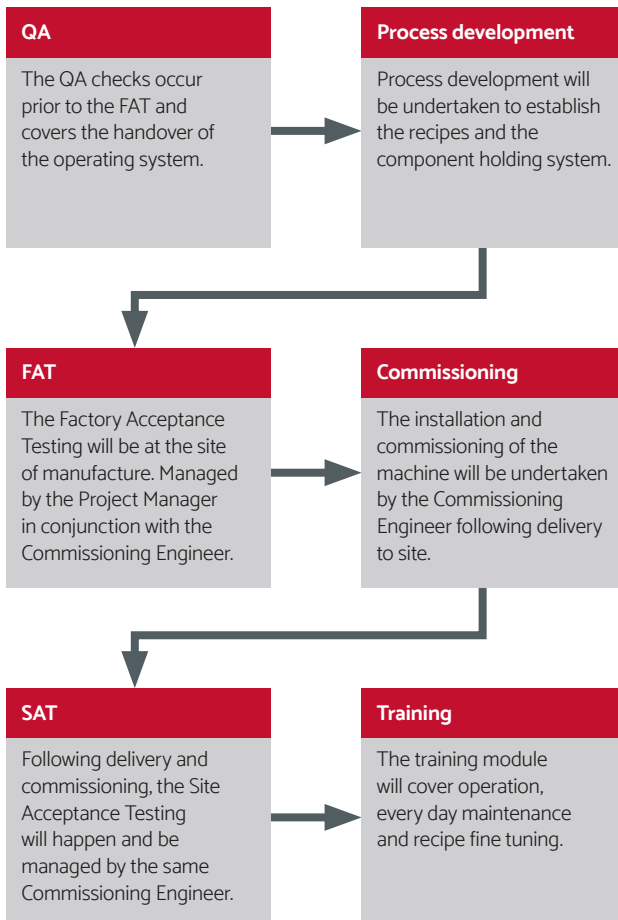 QA
The QA checks occur
prior to the FAT and
covers the handover of
the operating system.
Process development
Process development will
be undertaken to establish
the recipes and the
component holding system.
FAT
The Factory Acceptance
Testing will be at the site
of manufacture. Managed
by the Project Manager
in conjunction with the
Commissioning Engineer.
Commissioning
The installation and
commissioning of the
machine will be undertaken
by the Commissioning
Engineer following delivery
to site.
SAT
Following delivery and
commissioning, the Site
Acceptance Testing
will happen and be
managed by the same
Commissioning Engineer.
Training
The training module
will cover operation,
every day maintenance
and recipe fine tuning.